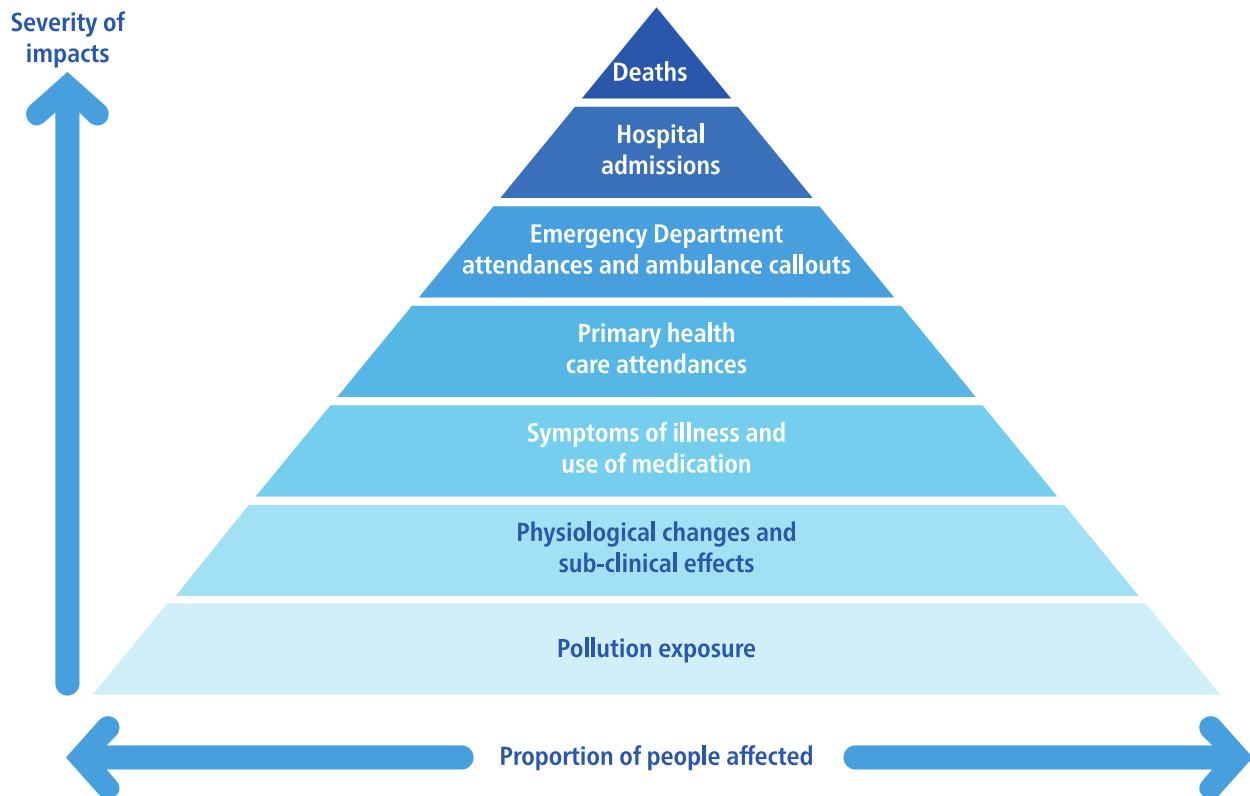 Severity of
impacts
Deaths
Hospital
admissions
Emergency Department
attendances and ambulance callouts
Primary health
care attendances
Symptoms of illness and
use of medication
Physiological changes and
sub-clinical effects
Pollution exposure
Proportion of people affected